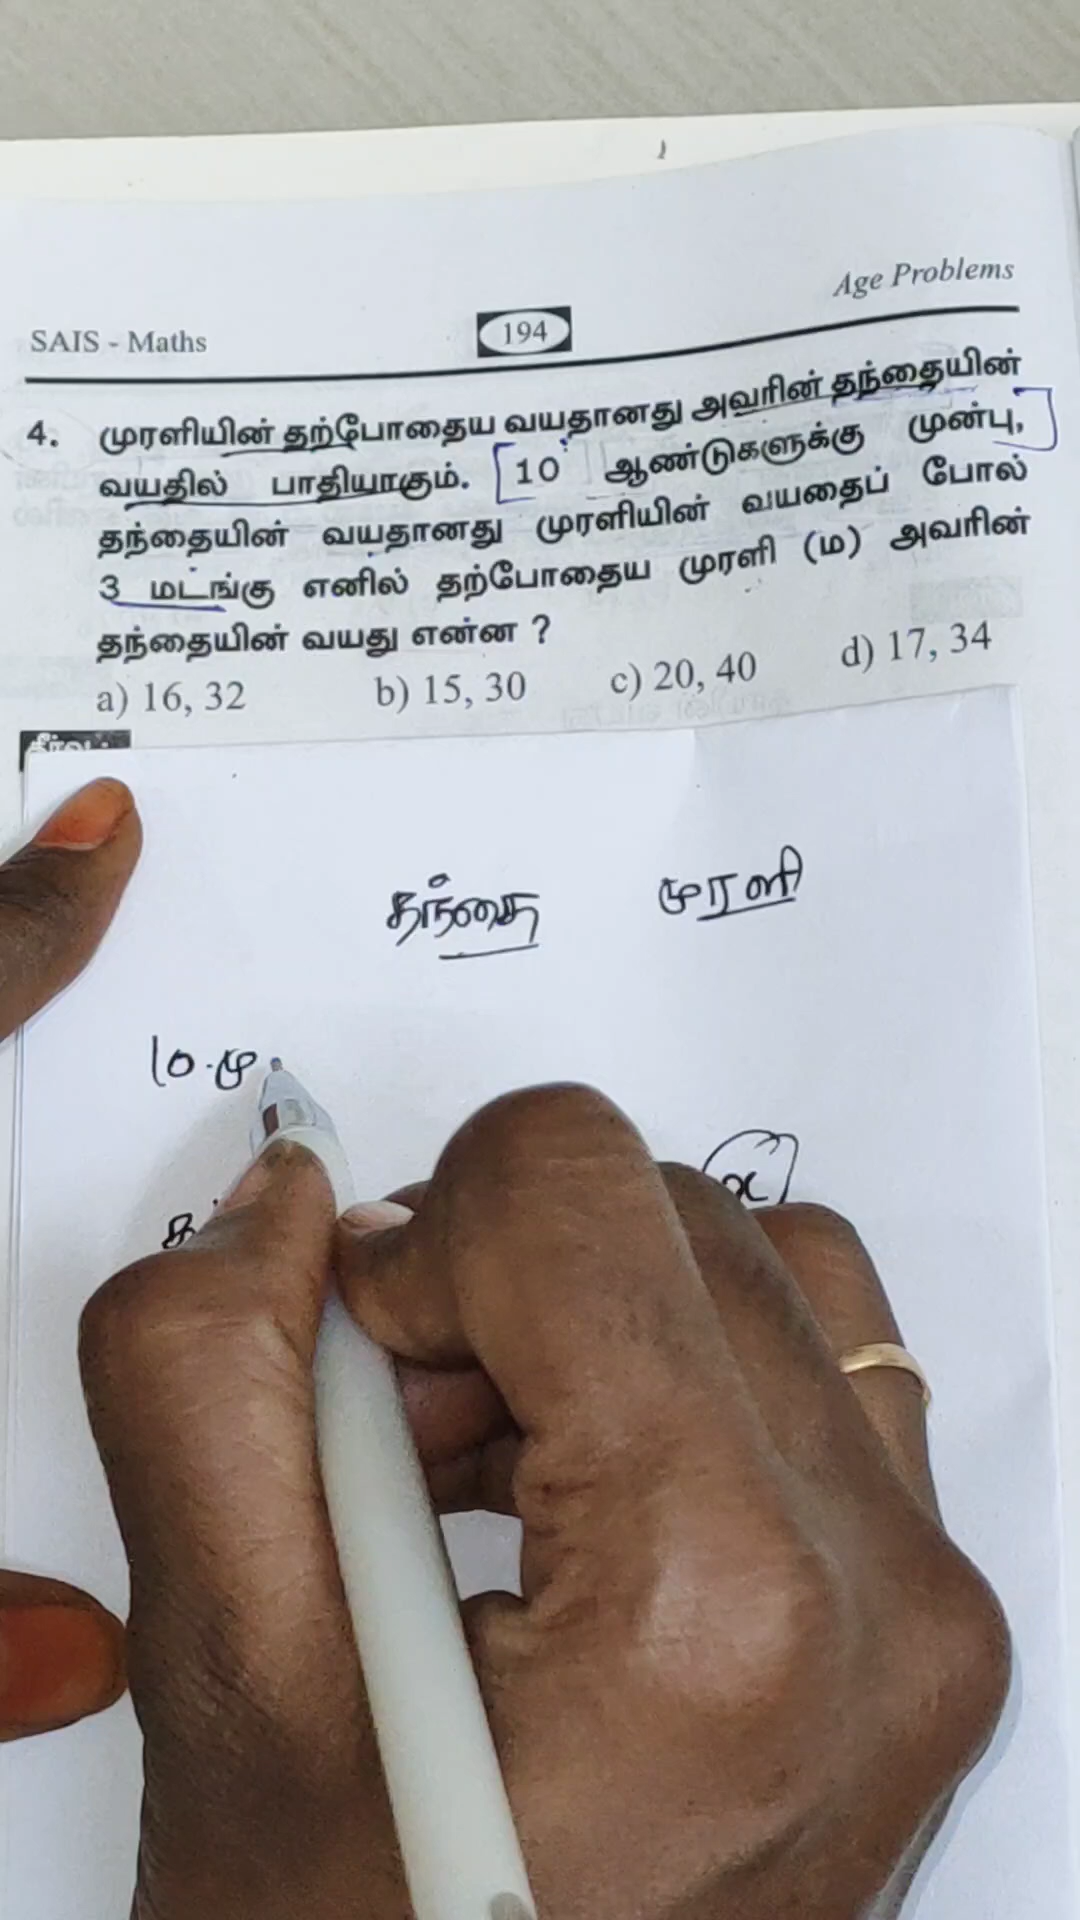 Age Problems
SAIS - Maths 194
4. முரளியின் தற்போதைய வயதானது அவரின் தந்தையின்
வயதில் பாதியாகும். 10 ஆண்டுகளுக்கு முன்பு,
தந்தையின் வயதானது முரளியின் வயதைப் போல்
3 மடங்கு எனில் தற்போதைய முரளி (ம) அவரின்
தந்தையின் வயது என்ன ?
a) 16, 32 b) 15, 30 c) 20, 40 d) 17, 34
தந்தை முரளி
10.மு
x